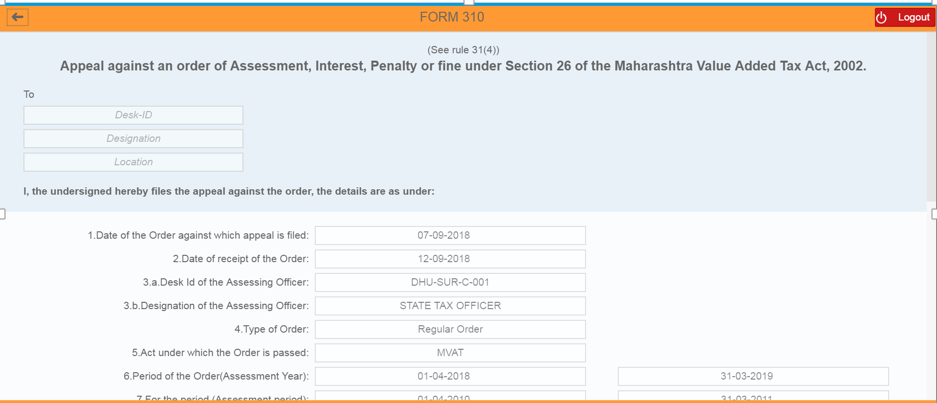 FORM 310
Logout
(See rule 31(4))
Appeal against an order of Assessment, Interest, Penalty or fine under Section 26 of the Maharashtra Value Added Tax Act, 2002.
To
Desk-ID
Designation
Location
I, the undersigned hereby files the appeal against the order, the details are as under:
1.Date of the Order against which appeal is filed: 07-09-2018
2.Date of receipt of the Order: 12-09-2018
3.a.Desk Id of the Assessing Officer: DHU-SUR-C-001
3.b.Designation of the Assessing Officer: STATE TAX OFFICER
4.Type of Order: Regular Order
5.Act under which the Order is passed: MVAT
6.Period of the Order(Assessment Year): 01-04-2018 31-03-2019
7.For the period (Assessment period): 01-04-2010 31-03-2011